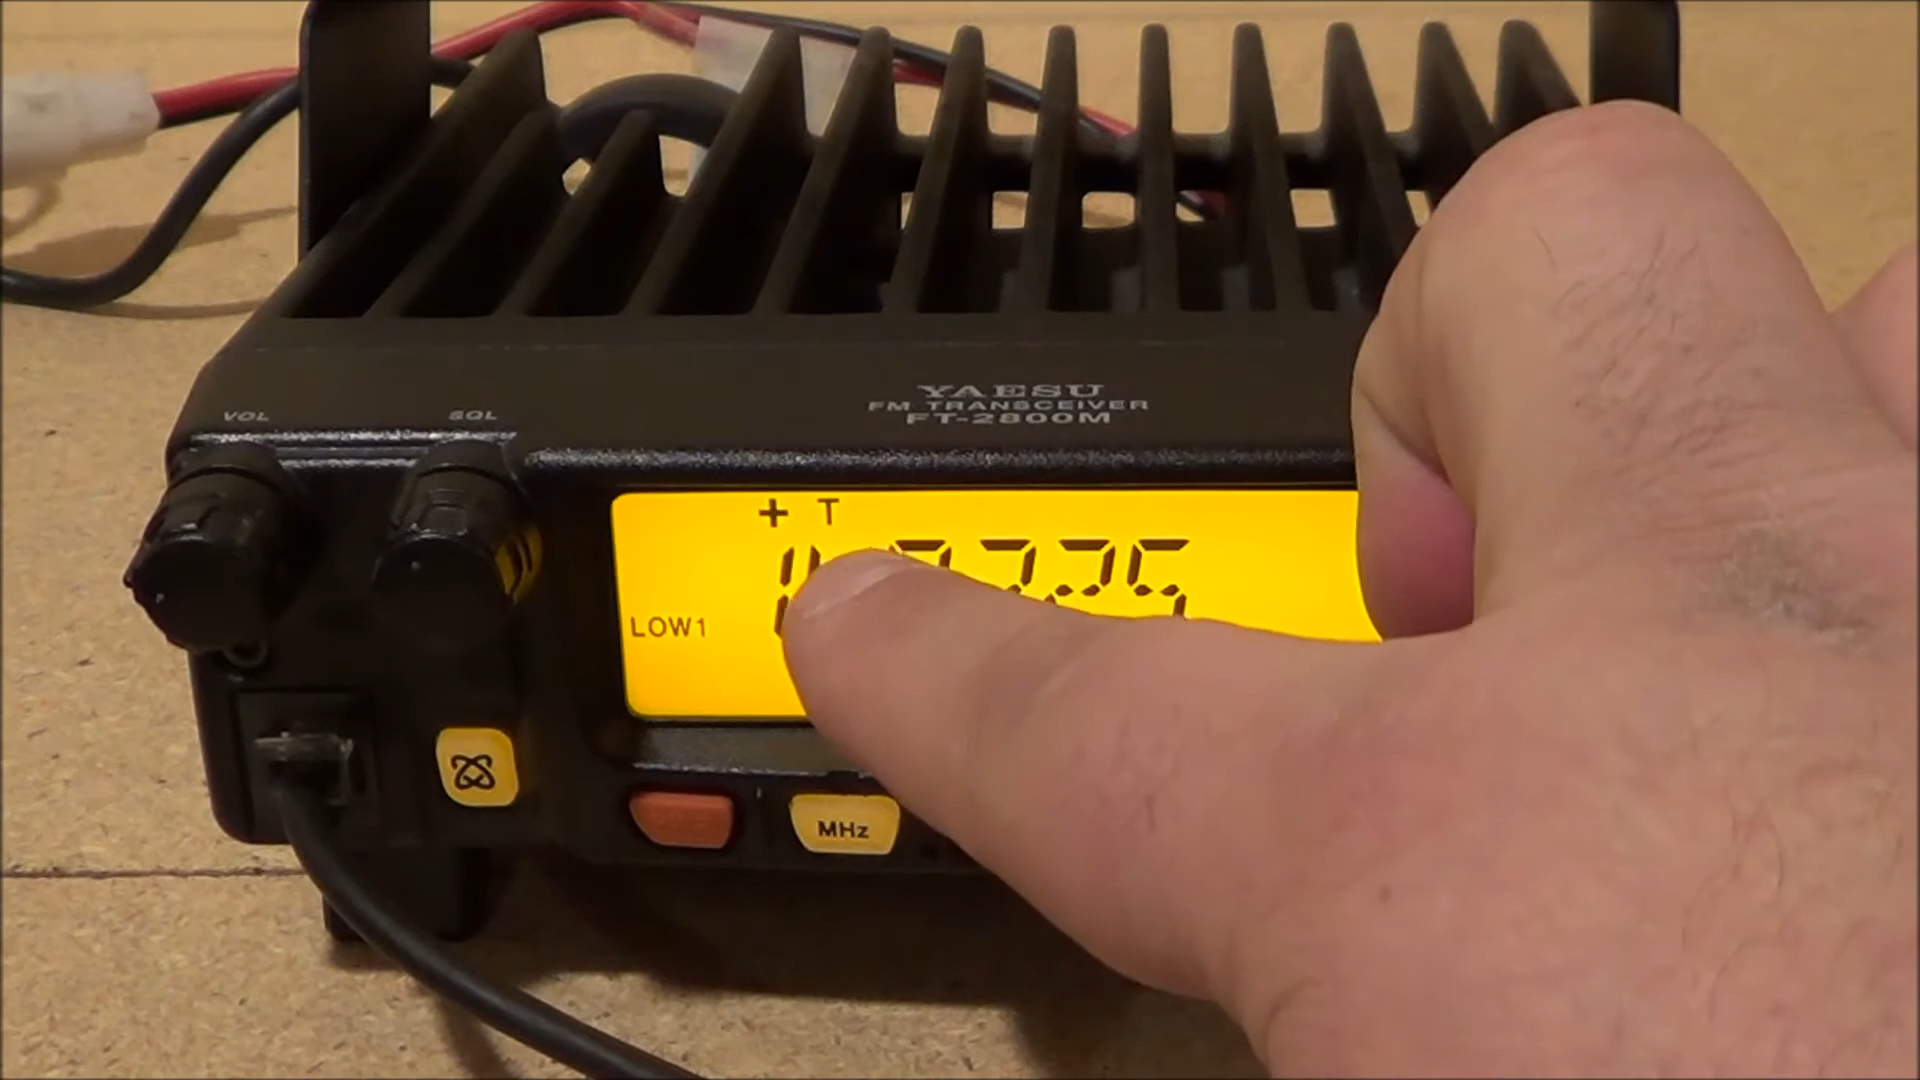 VOL
SQL
YAESU
FM TRANSCEIVER
FT-2800M
+ T
LOW1
MHz